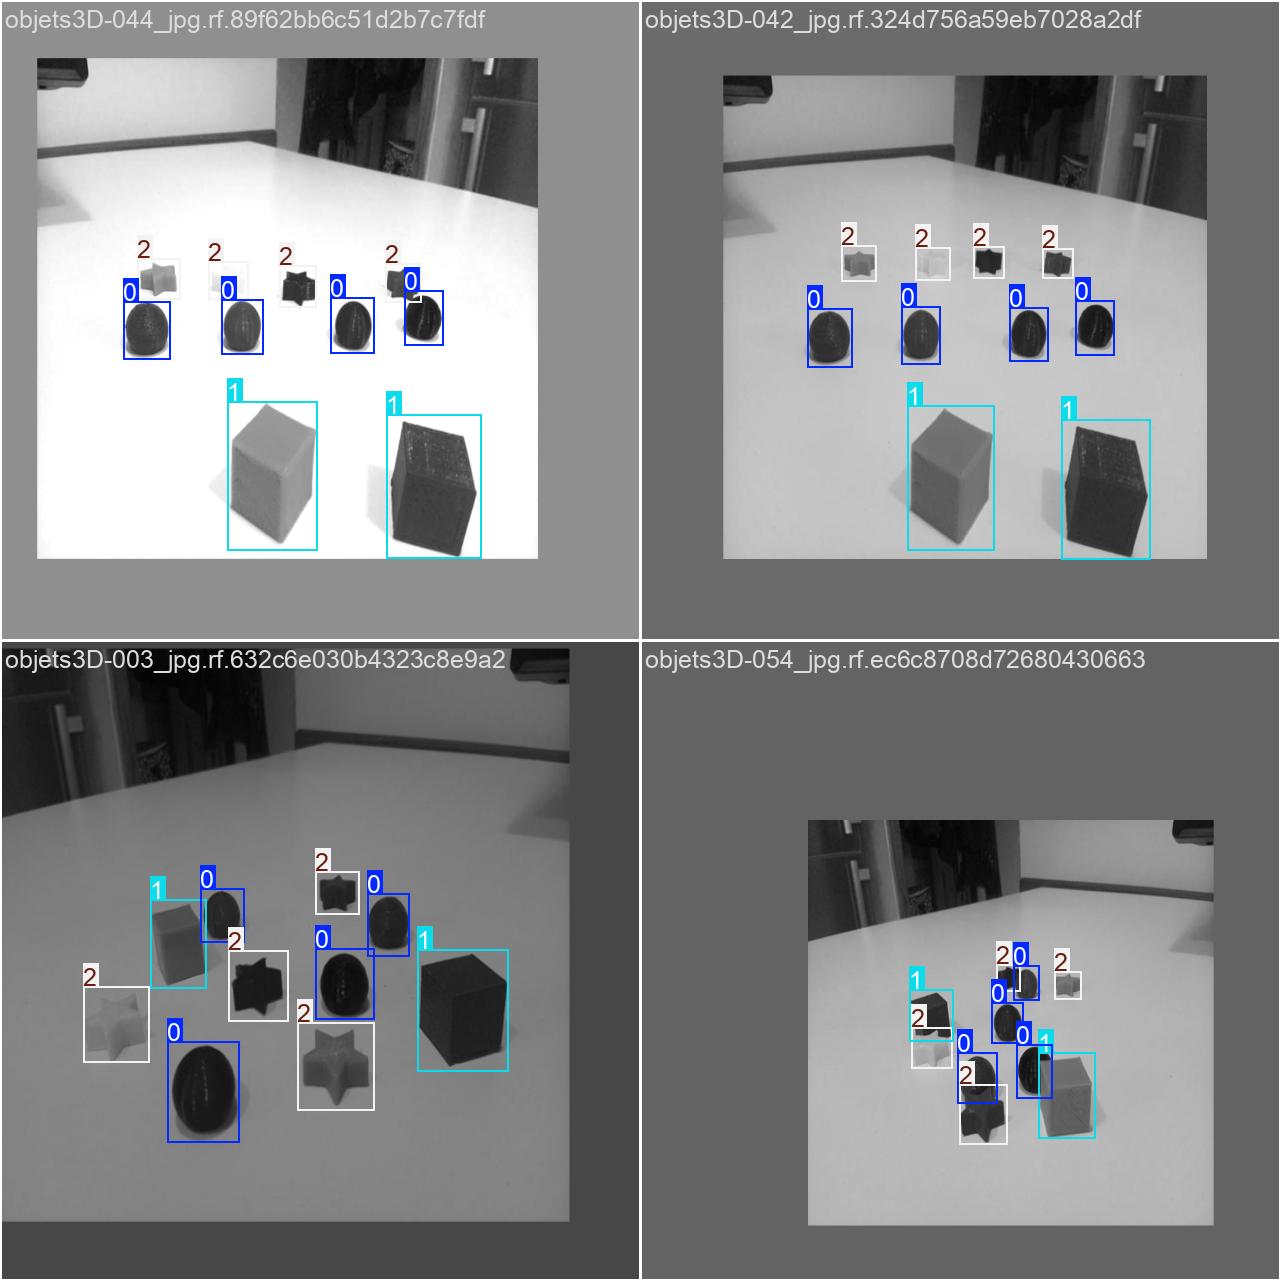 objets3D-044_jpg.rf.89f62bb6c51d2b7c7fdf
2 2 2 2
0 0 0 0
1 1
objets3D-042_jpg.rf.324d756a59eb7028a2df
2 2 2 2
0 0 0 0
1 1
objets3D-003_jpg.rf.632c6e030b4323c8e9a2
2
1 0 0
2 0 1
2
2
0
objets3D-054_jpg.rf.ec6c8708d72680430663
2 0 2
1 0
2
0 0 1
2